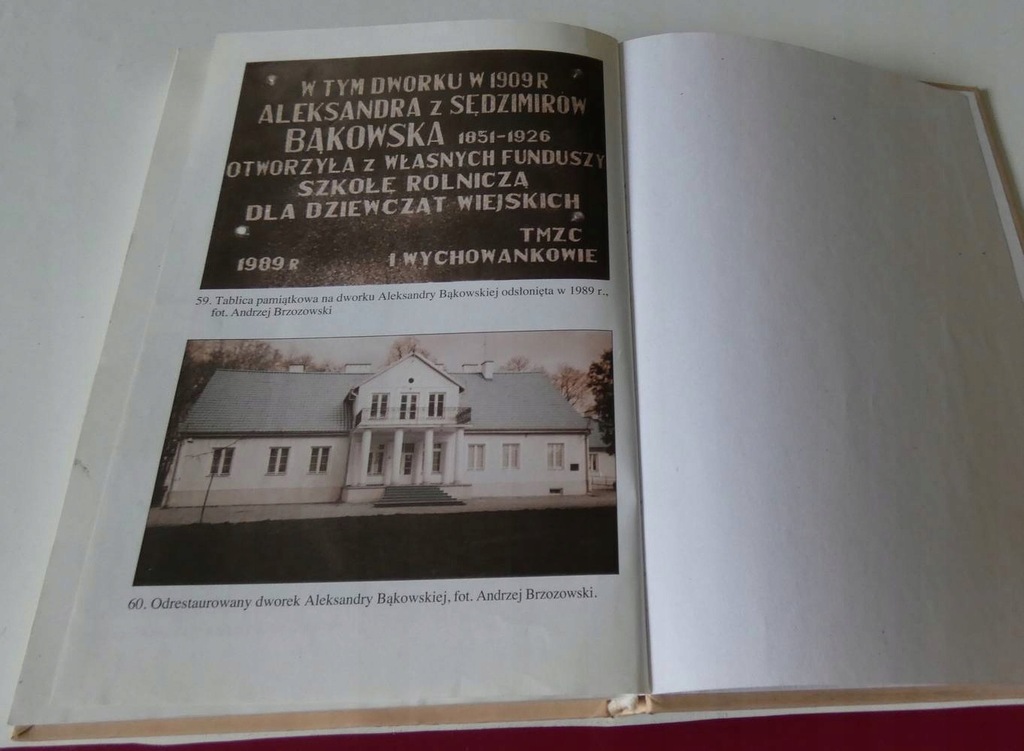 W TYM DWORKU W 1909 R
ALEKSANDRA z SĘDZIMIRÓW
BĄKOWSKA 1851-1926
OTWORZYŁA z WŁASNYCH FUNDUSZY
SZKOŁĘ ROLNICZĄ
DLA DZIEWCZĄT WIEJSKICH
TMZC
1989 R I WYCHOWANKOWIE
59. Tablica pamiątkowa na dworku Aleksandry Bąkowskiej odsłonięta w 1989 r.,
fot. Andrzej Brzozowski
60. Odrestaurowany dworek Aleksandry Bąkowskiej, fot. Andrzej Brzozowski.